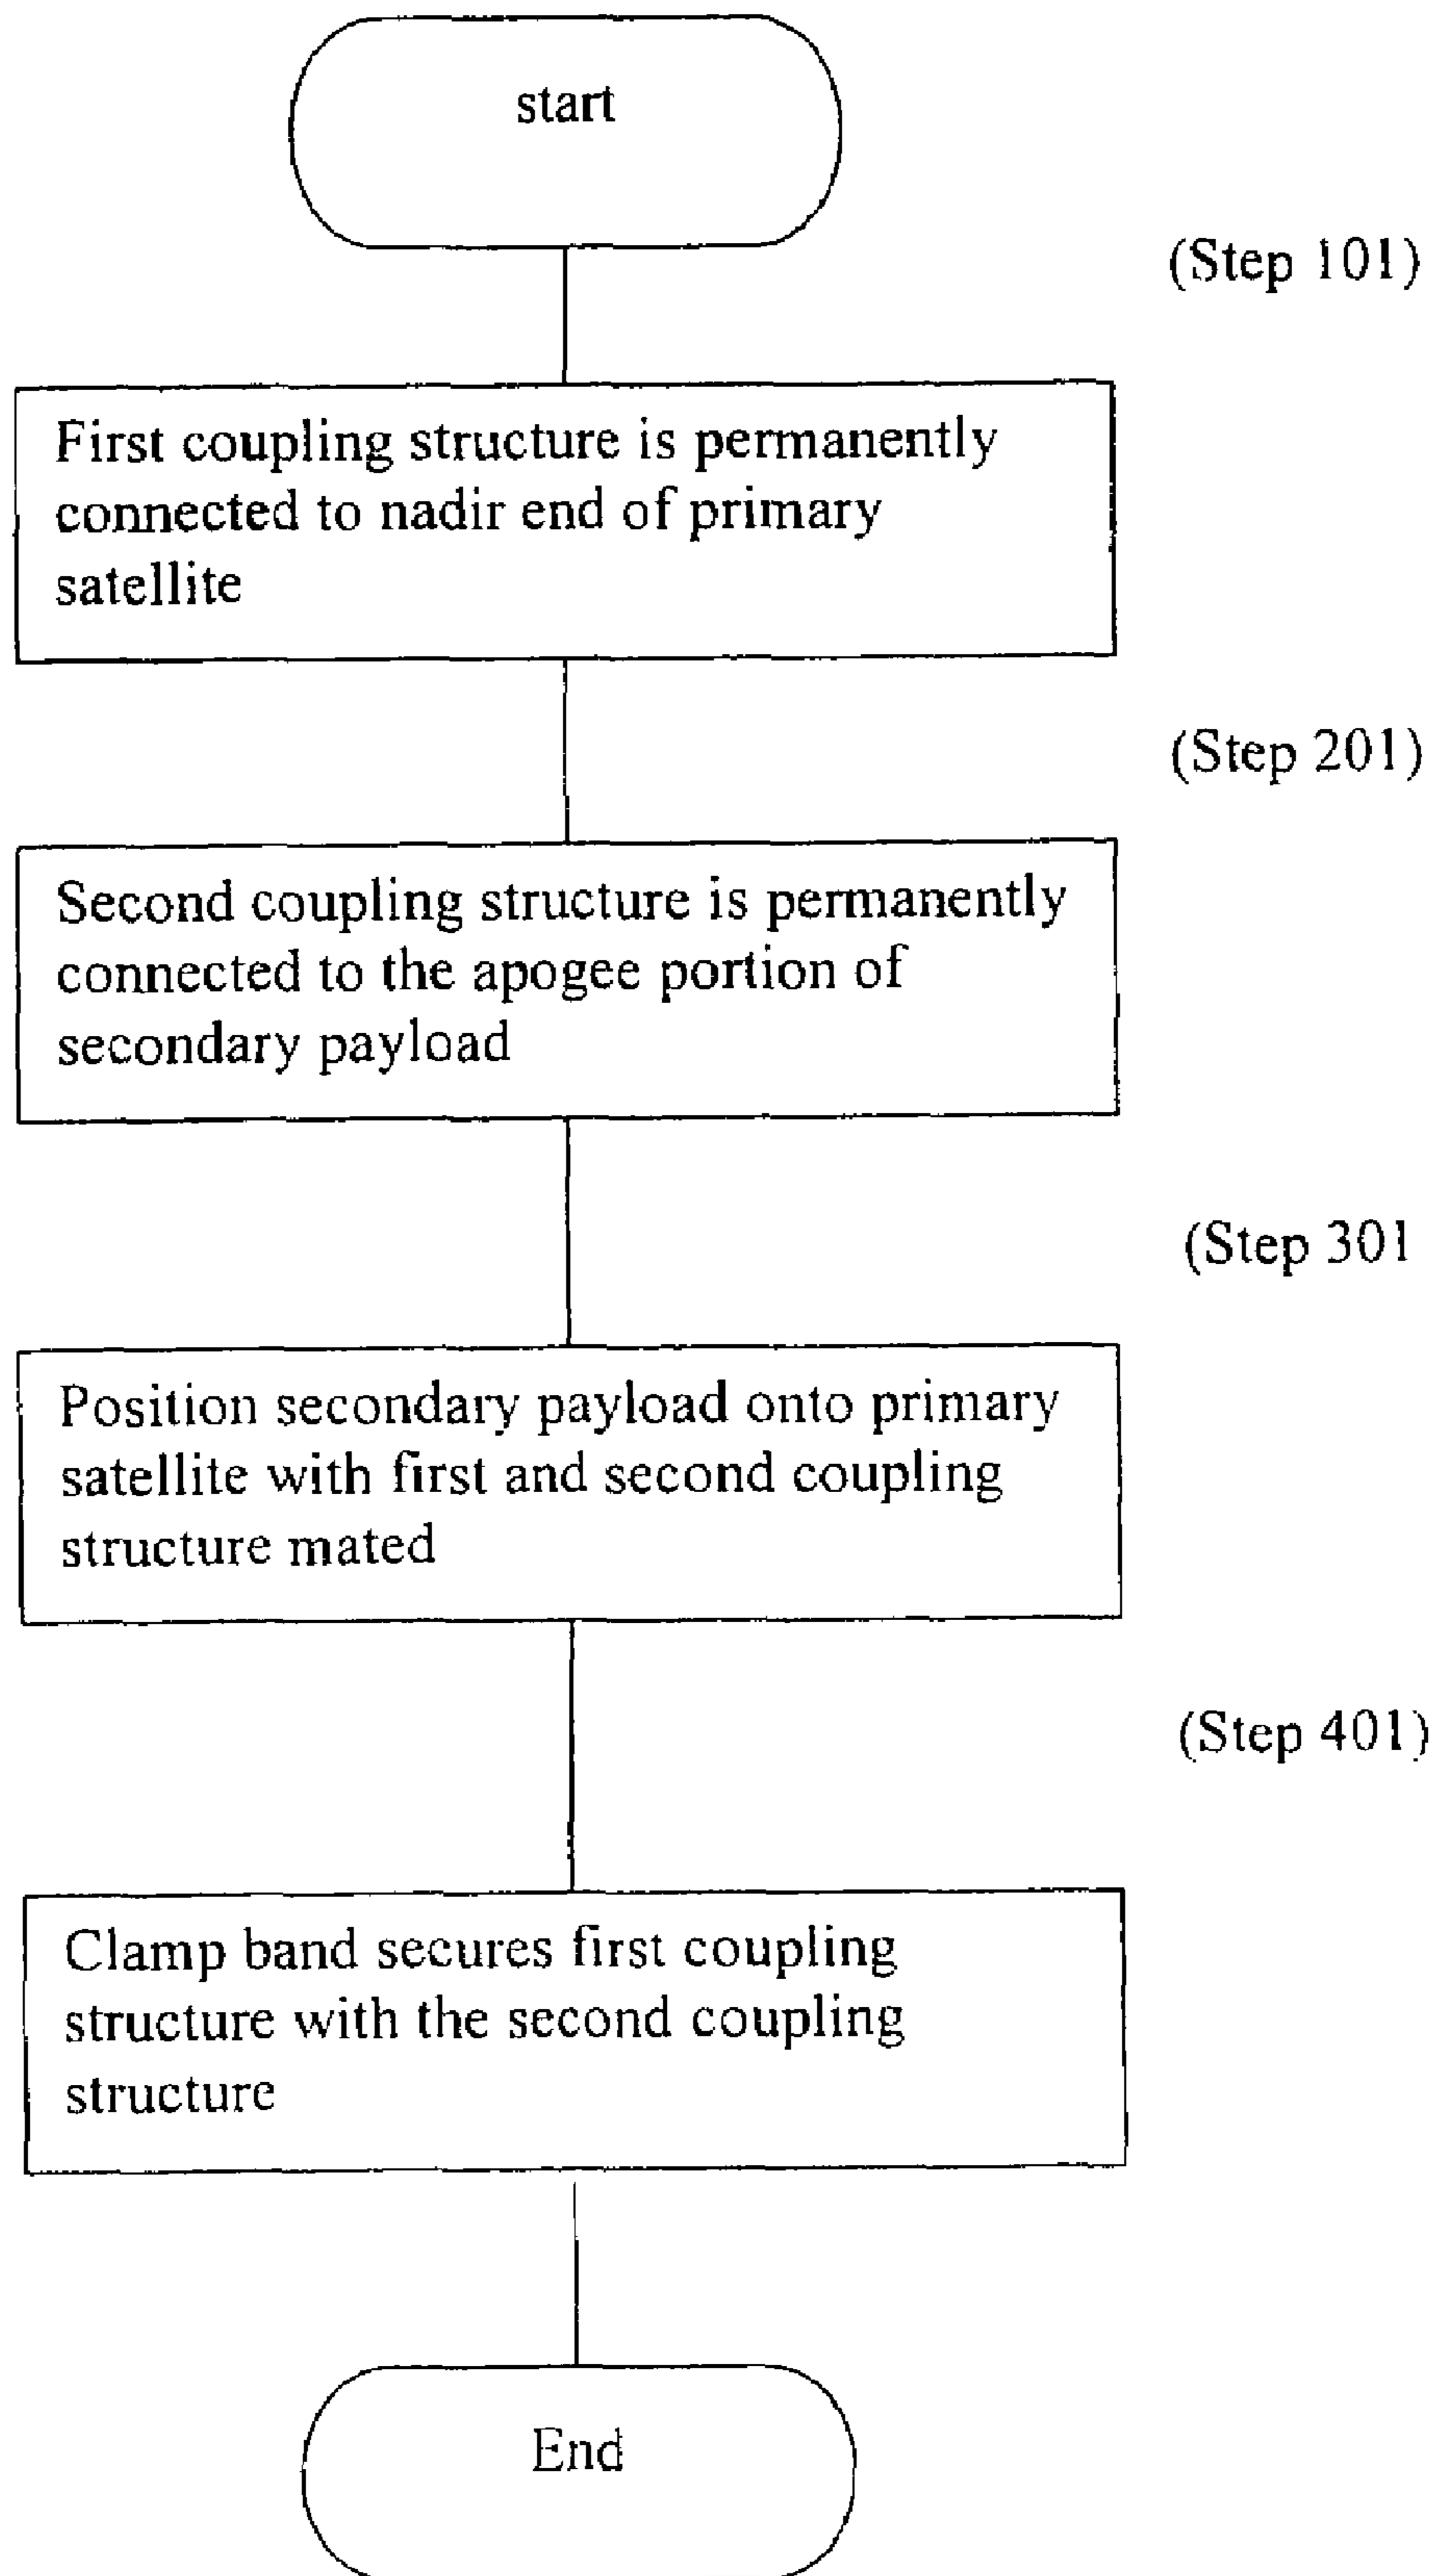 start
(Step 101)
First coupling structure is permanently
connected to nadir end of primary
satellite
(Step 201)
Second coupling structure is permanently
connected to the apogee portion of
secondary payload
(Step 301
Position secondary payload onto primary
satellite with first and second coupling
structure mated
(Step 401)
Clamp band secures first coupling
structure with the second coupling
structure
End